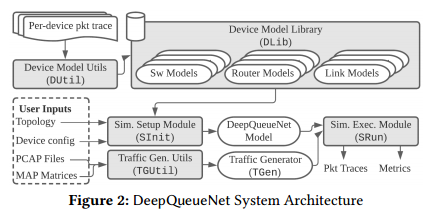 Per-device pkt trace
Device Model Library
(DLib)
Sw Models
Router Models
Link Models
Device Model Utils
(DUtil)
User Inputs
Topology
Device config
PCAP Files
MAP Matrices
Sim. Setup Module
(SInit)
DeepQueueNet
Model
Sim. Exec. Module
(SRun)
Traffic Gen. Utils
(TGUtil)
Traffic Generator
(TGen)
Pkt Traces
Metrics
Figure 2: DeepQueueNet System Architecture